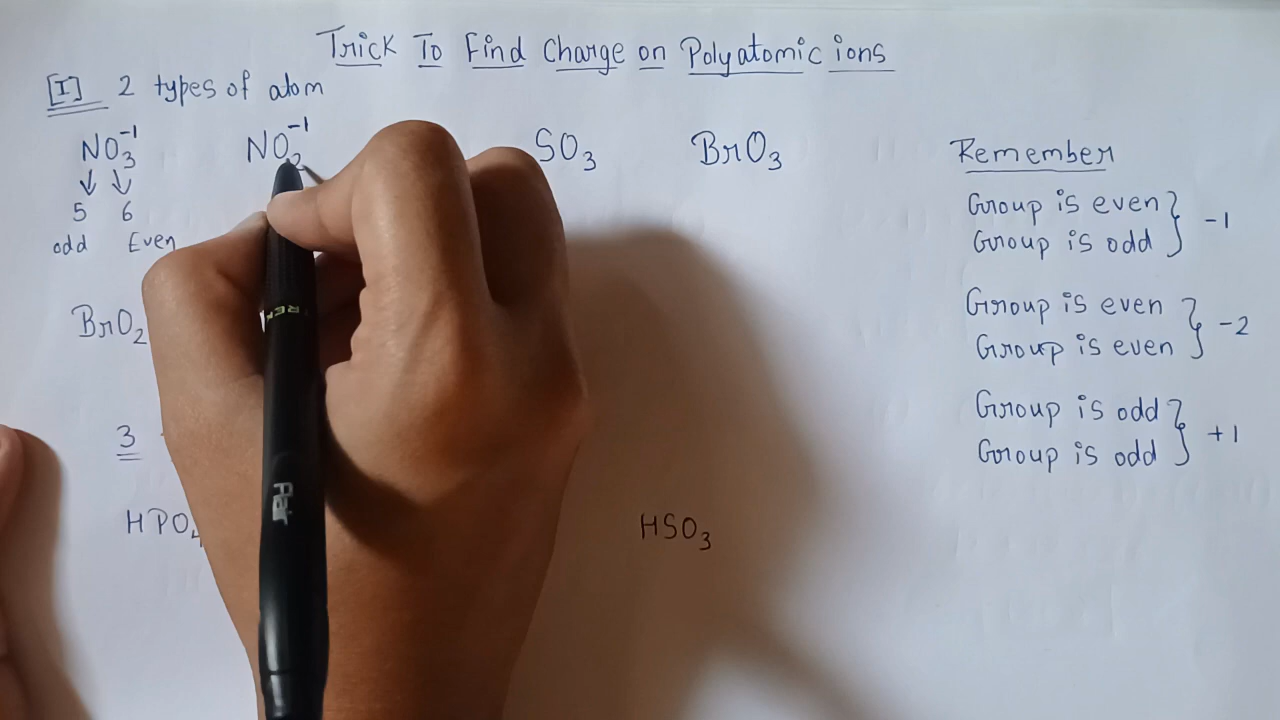 Trick To Find Charge on Polyatomic ions
[I] 2 types of atom
NO₃⁻¹ NO₂⁻¹ SO₃ BrO₃
↓ ↓
5 6
odd Even
BrO₂
3
HPO₄ HSO₃
Remember
Group is even
Group is odd } -1
Group is even
Group is even } -2
Group is odd
Group is odd } +1
Flair